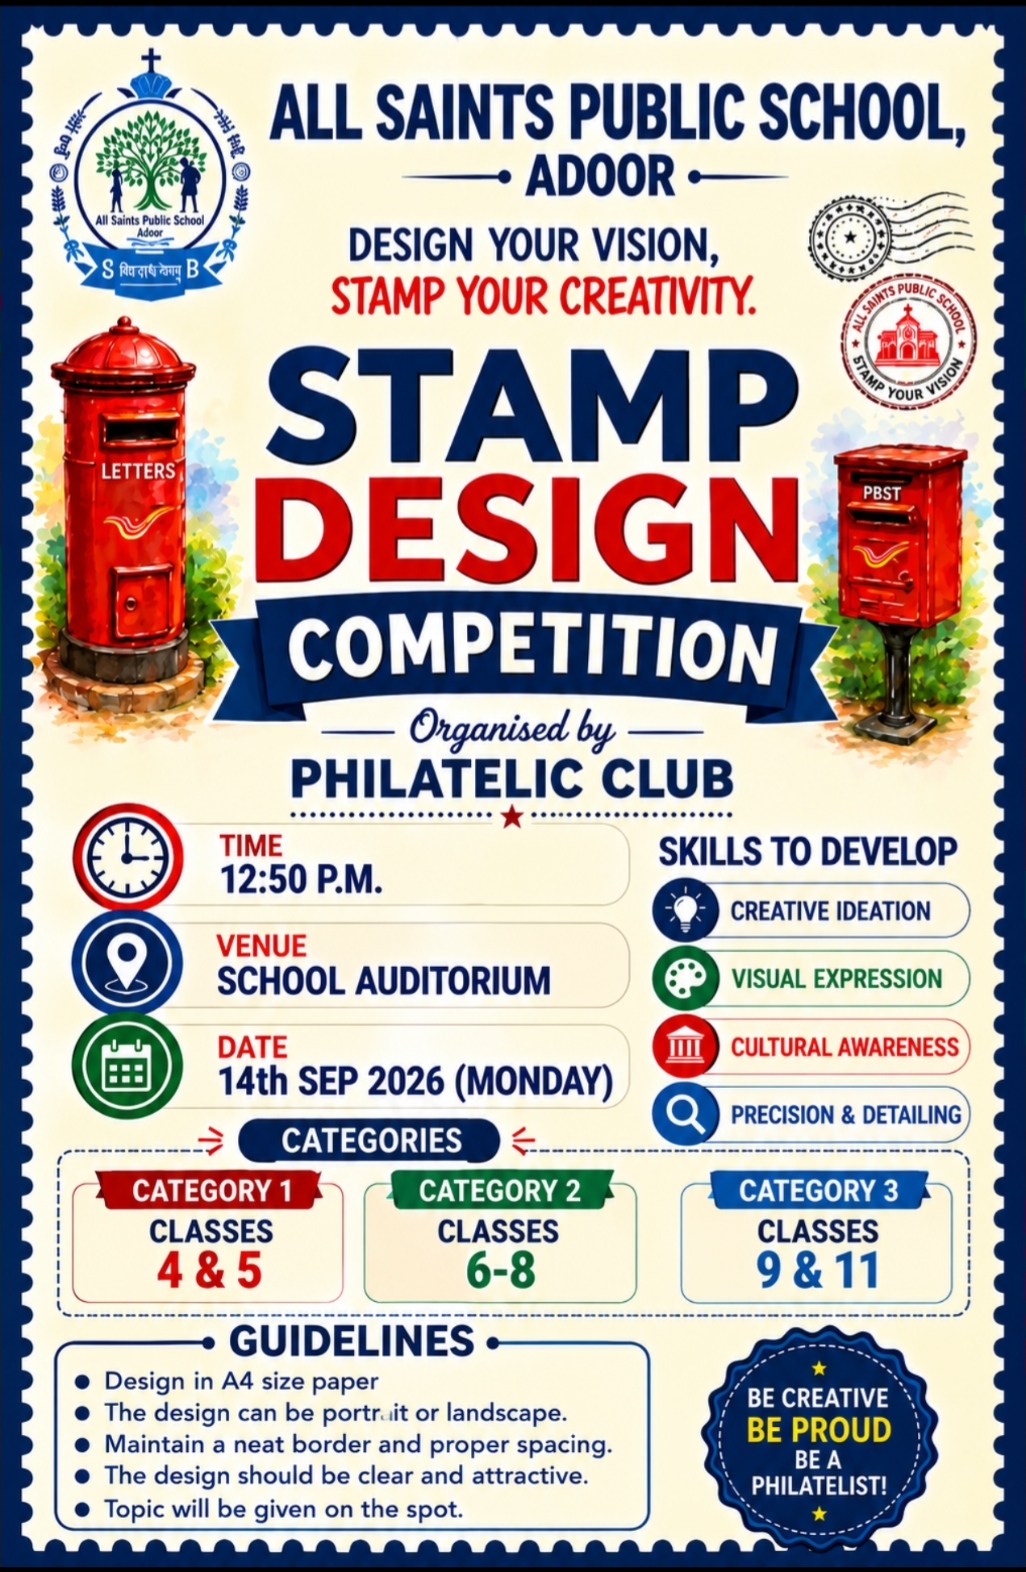 All Saints Public School
Adoor
S
B
ALL SAINTS PUBLIC SCHOOL,
ADOOR
DESIGN YOUR VISION,
STAMP YOUR CREATIVITY.
ALL SAINTS PUBLIC SCHOOL
STAMP YOUR VISION
STAMP
DESIGN
COMPETITION
LETTERS
PBST
Organised by
PHILATELIC CLUB
TIME
12:50 P.M.
VENUE
SCHOOL AUDITORIUM
DATE
14th SEP 2026 (MONDAY)
SKILLS TO DEVELOP
CREATIVE IDEATION
VISUAL EXPRESSION
CULTURAL AWARENESS
PRECISION & DETAILING
CATEGORIES
CATEGORY 1
CLASSES
4 & 5
CATEGORY 2
CLASSES
6-8
CATEGORY 3
CLASSES
9 & 11
GUIDELINES
Design in A4 size paper
The design can be portrait or landscape.
Maintain a neat border and proper spacing.
The design should be clear and attractive.
Topic will be given on the spot.
BE CREATIVE
BE PROUD
BE A
PHILATELIST!